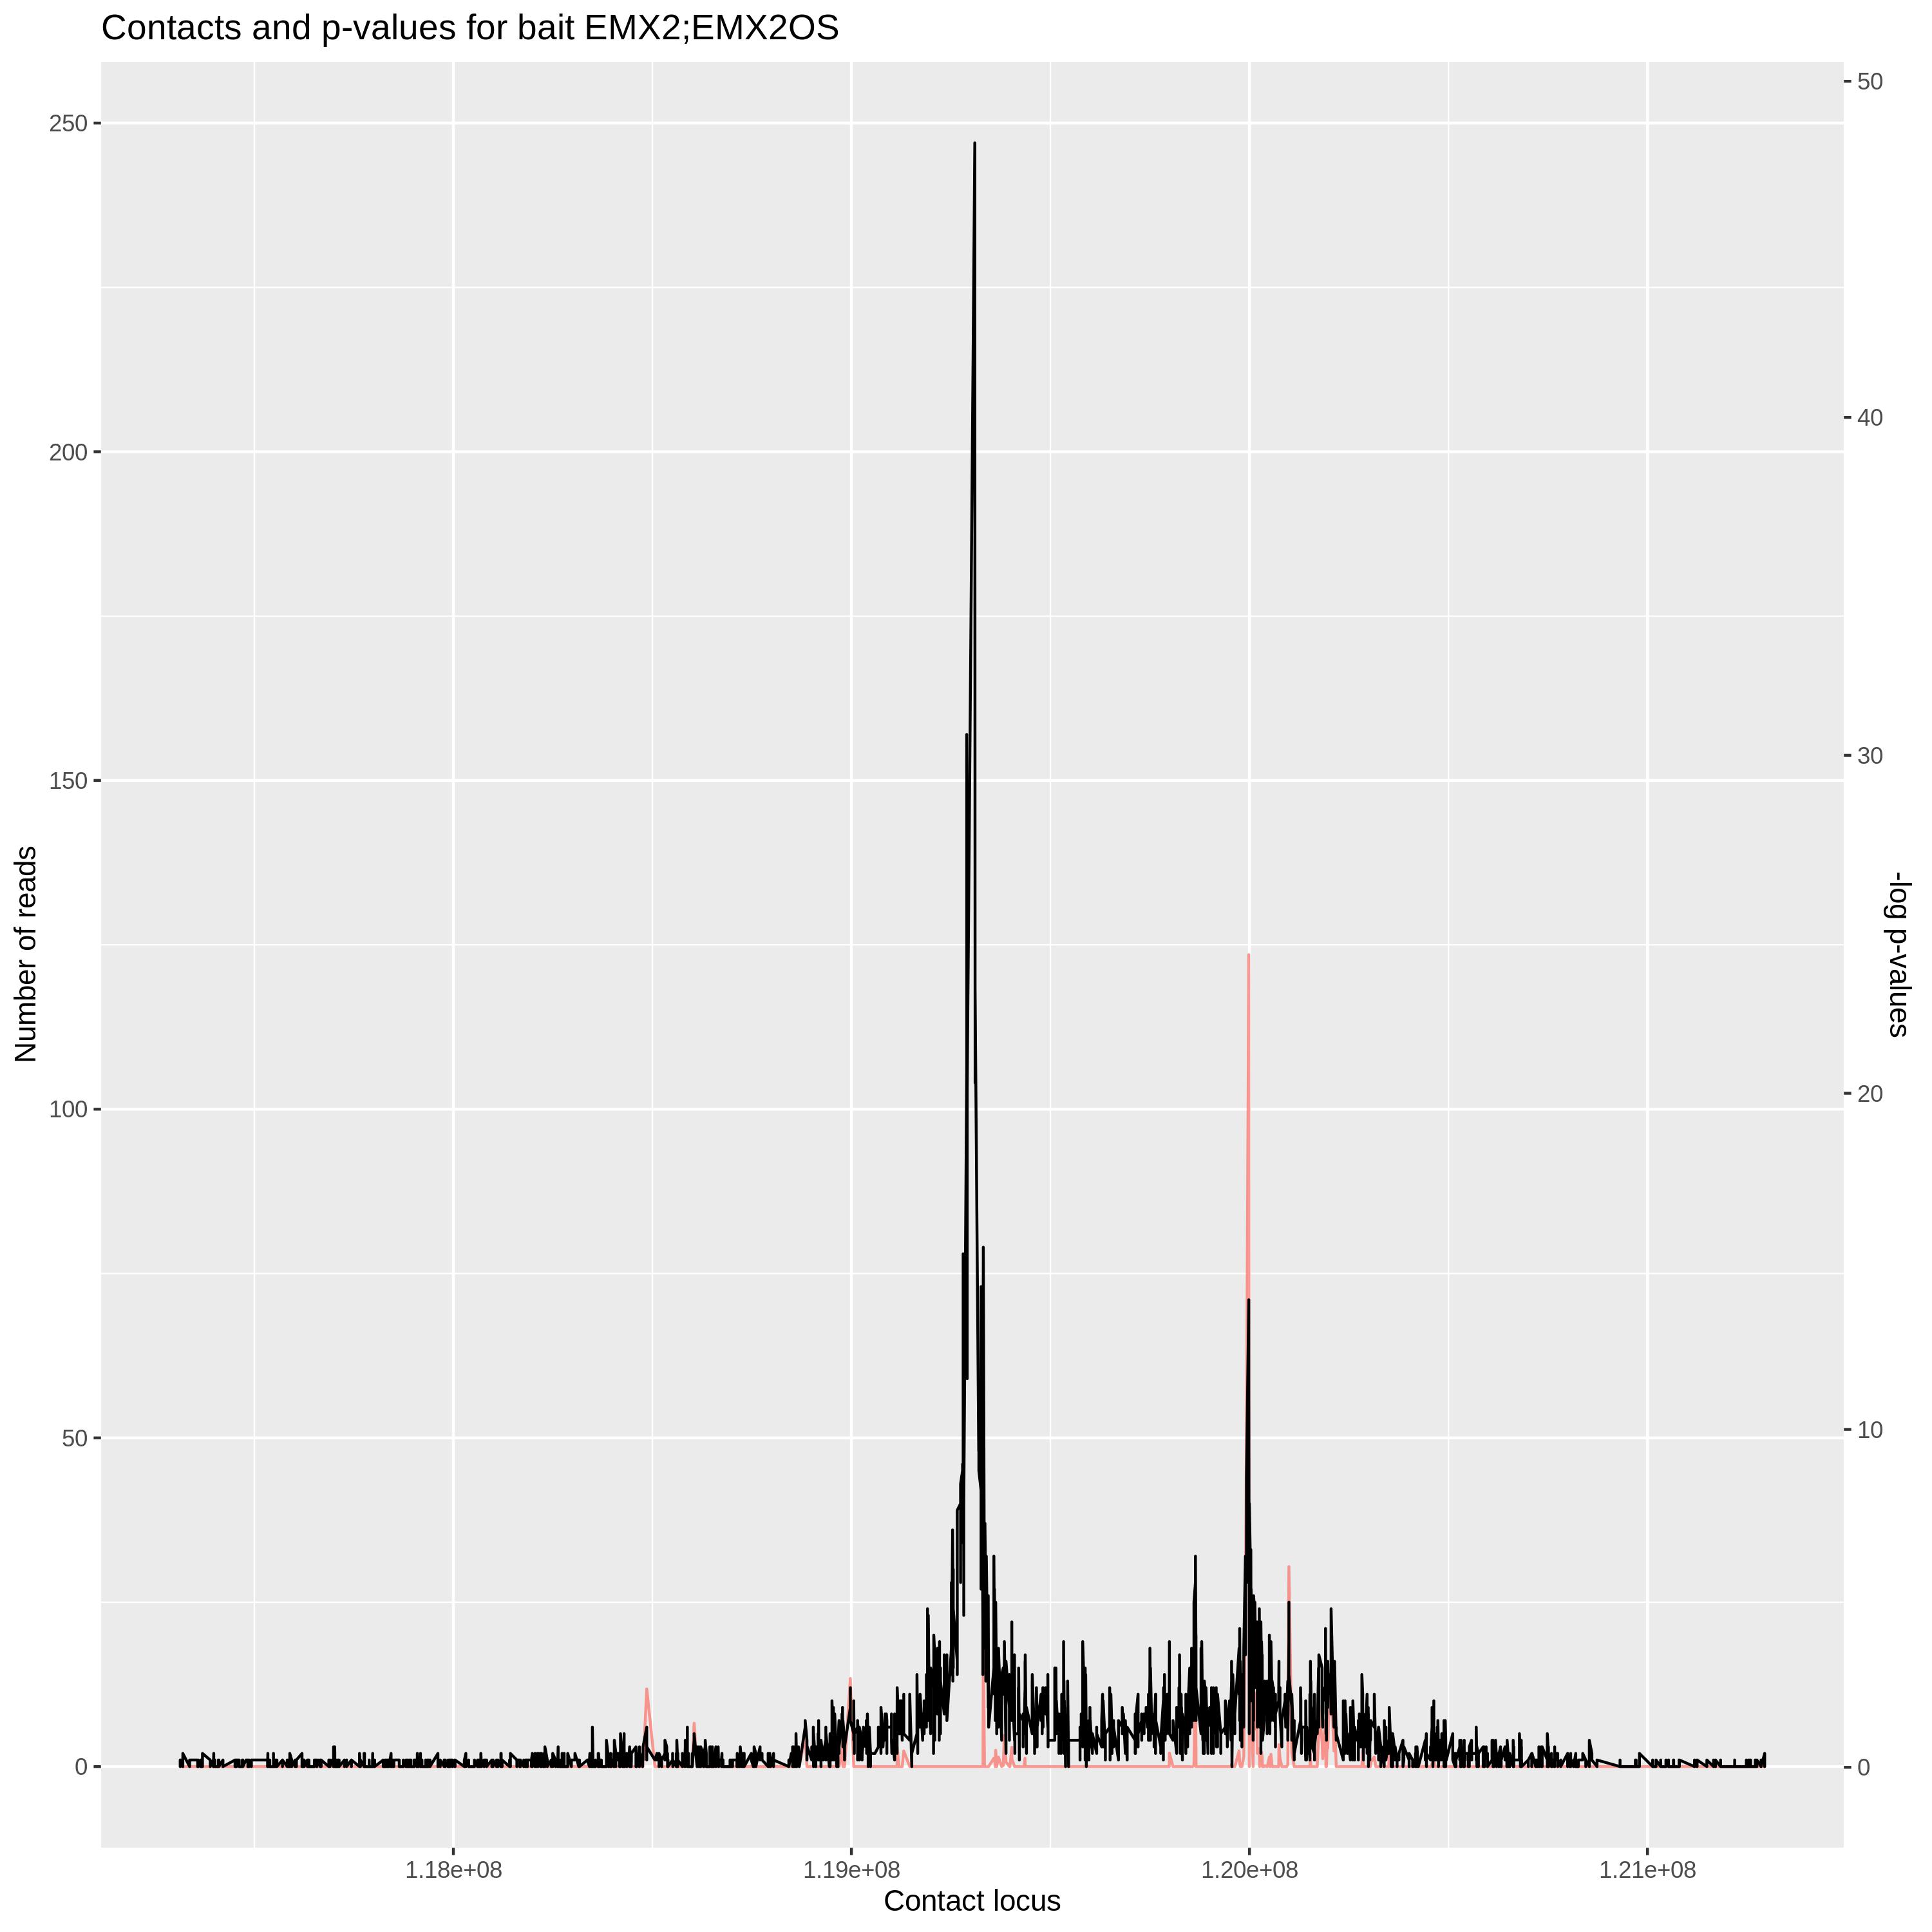 Contacts and p-values for bait EMX2;EMX2OS
250
200
150
100
50
0
Number of reads
50
40
30
20
10
0
-log p-values
1.18e+08
1.19e+08
1.20e+08
1.21e+08
Contact locus